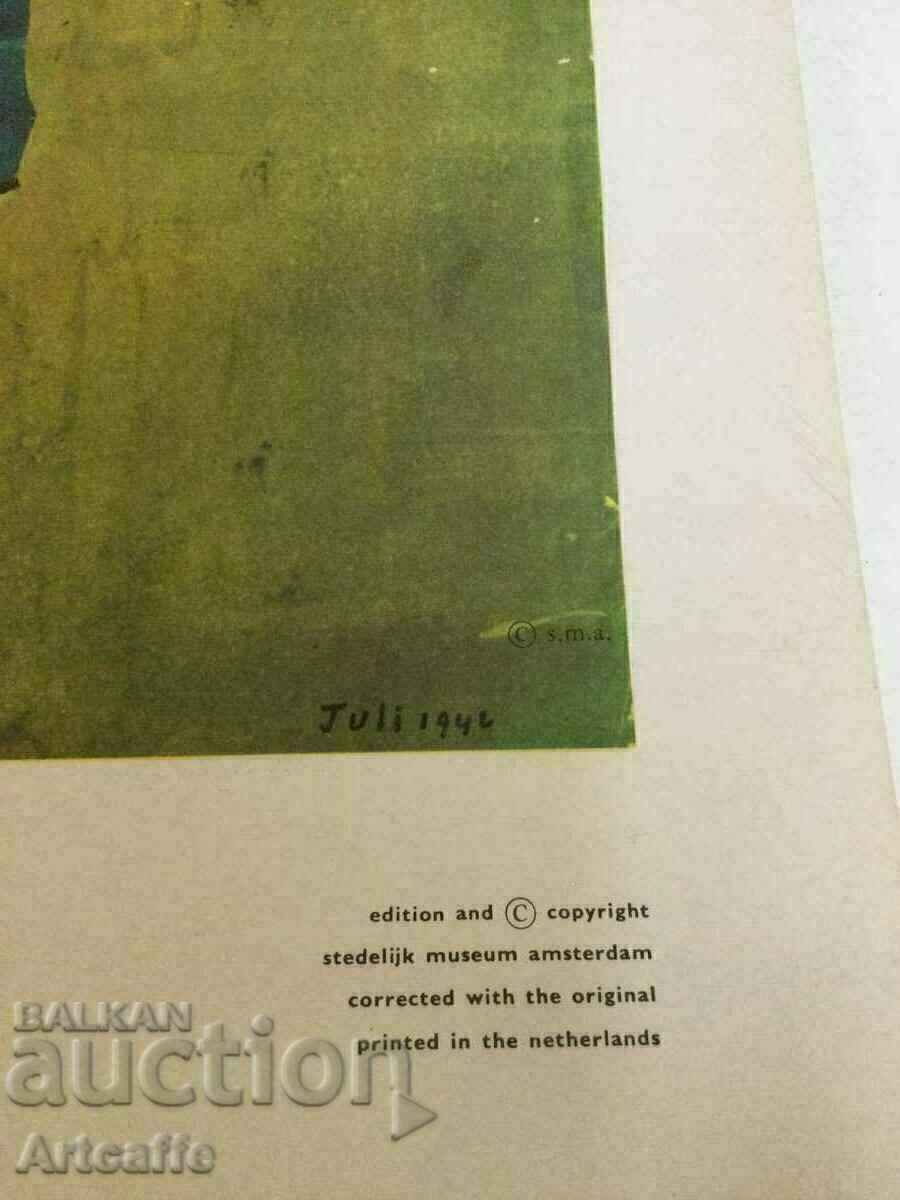 © s.m.a.
Juli 1942
edition and © copyright
stedelijk museum amsterdam
corrected with the original
printed in the netherlands
BALKAN
auction
Artcaffe